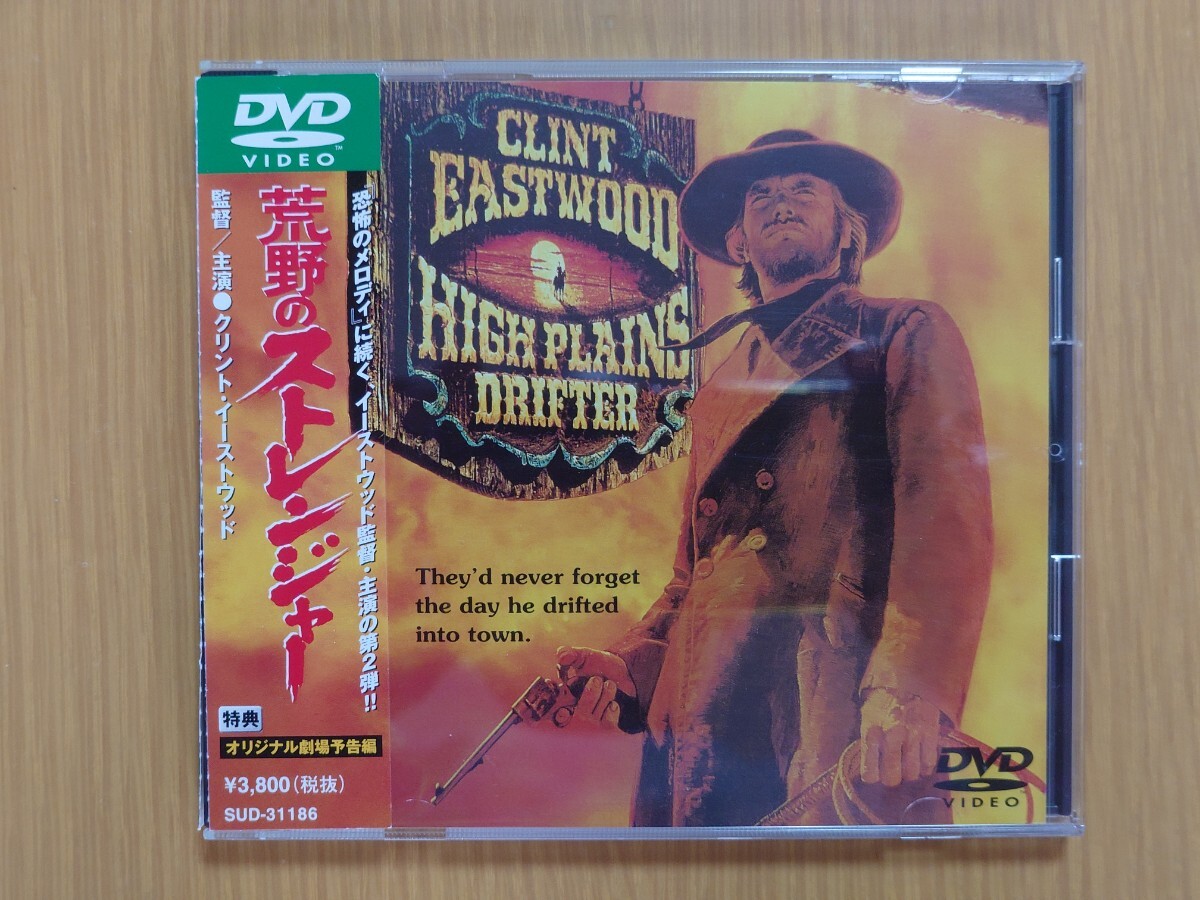 DVD
VIDEO
恐怖のメロディ』に続く、イーストウッド監督・主演の第2弾!!
荒野のストレンジャー
監督／主演●クリント・イーストウッド
特典
オリジナル劇場予告編
¥3,800(税抜)
SUD-31186
CLINT
EASTWOOD
HIGH PLAINS
DRIFTER
They'd never forget
the day he drifted
into town.
DVD
VIDEO